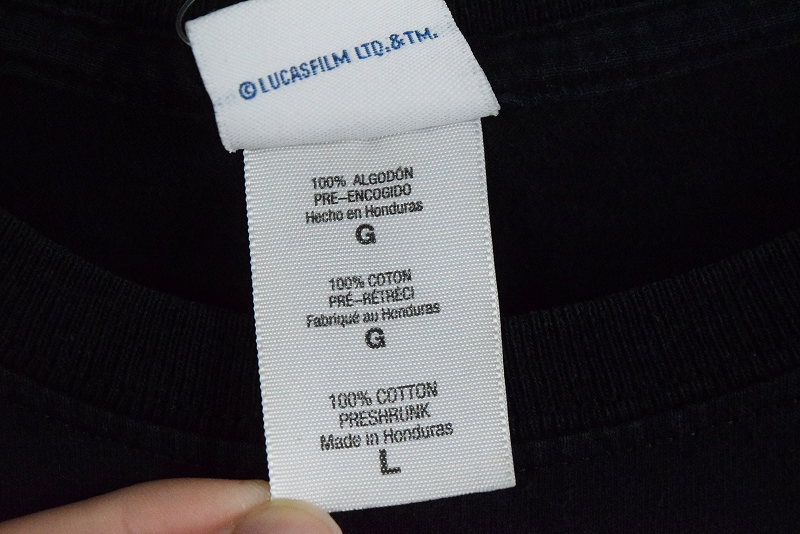 ©LUCASFILM LTD.&TM.
100% ALGODÓN
PRE-ENCOGIDO
Hecho en Honduras
G
100% COTON
PRÉ-RÉTRÉCI
Fabriqué au Honduras
G
100% COTTON
PRESHRUNK
Made in Honduras
L